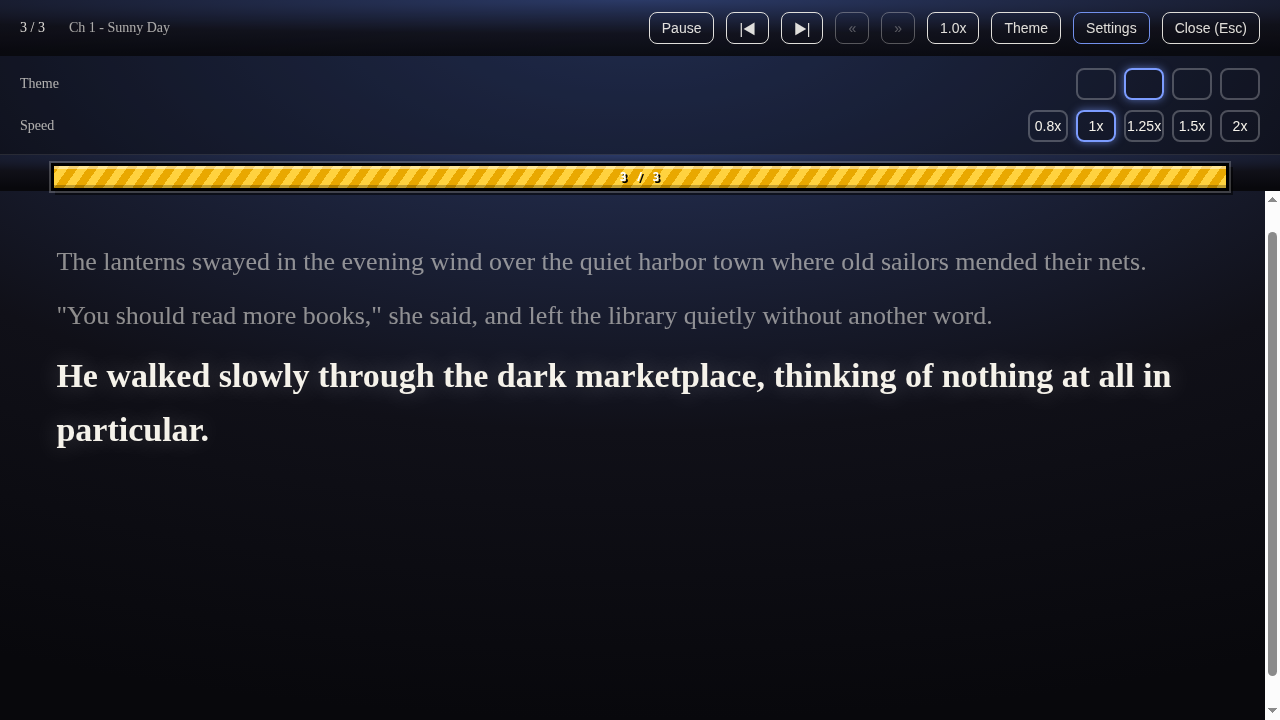 3 / 3 Ch 1 - Sunny Day Pause |◀ ▶| « » 1.0x Theme Settings Close (Esc)
Theme
Speed 0.8x 1x 1.25x 1.5x 2x
3 / 3
The lanterns swayed in the evening wind over the quiet harbor town where old sailors mended their nets.
"You should read more books," she said, and left the library quietly without another word.
He walked slowly through the dark marketplace, thinking of nothing at all in
particular.